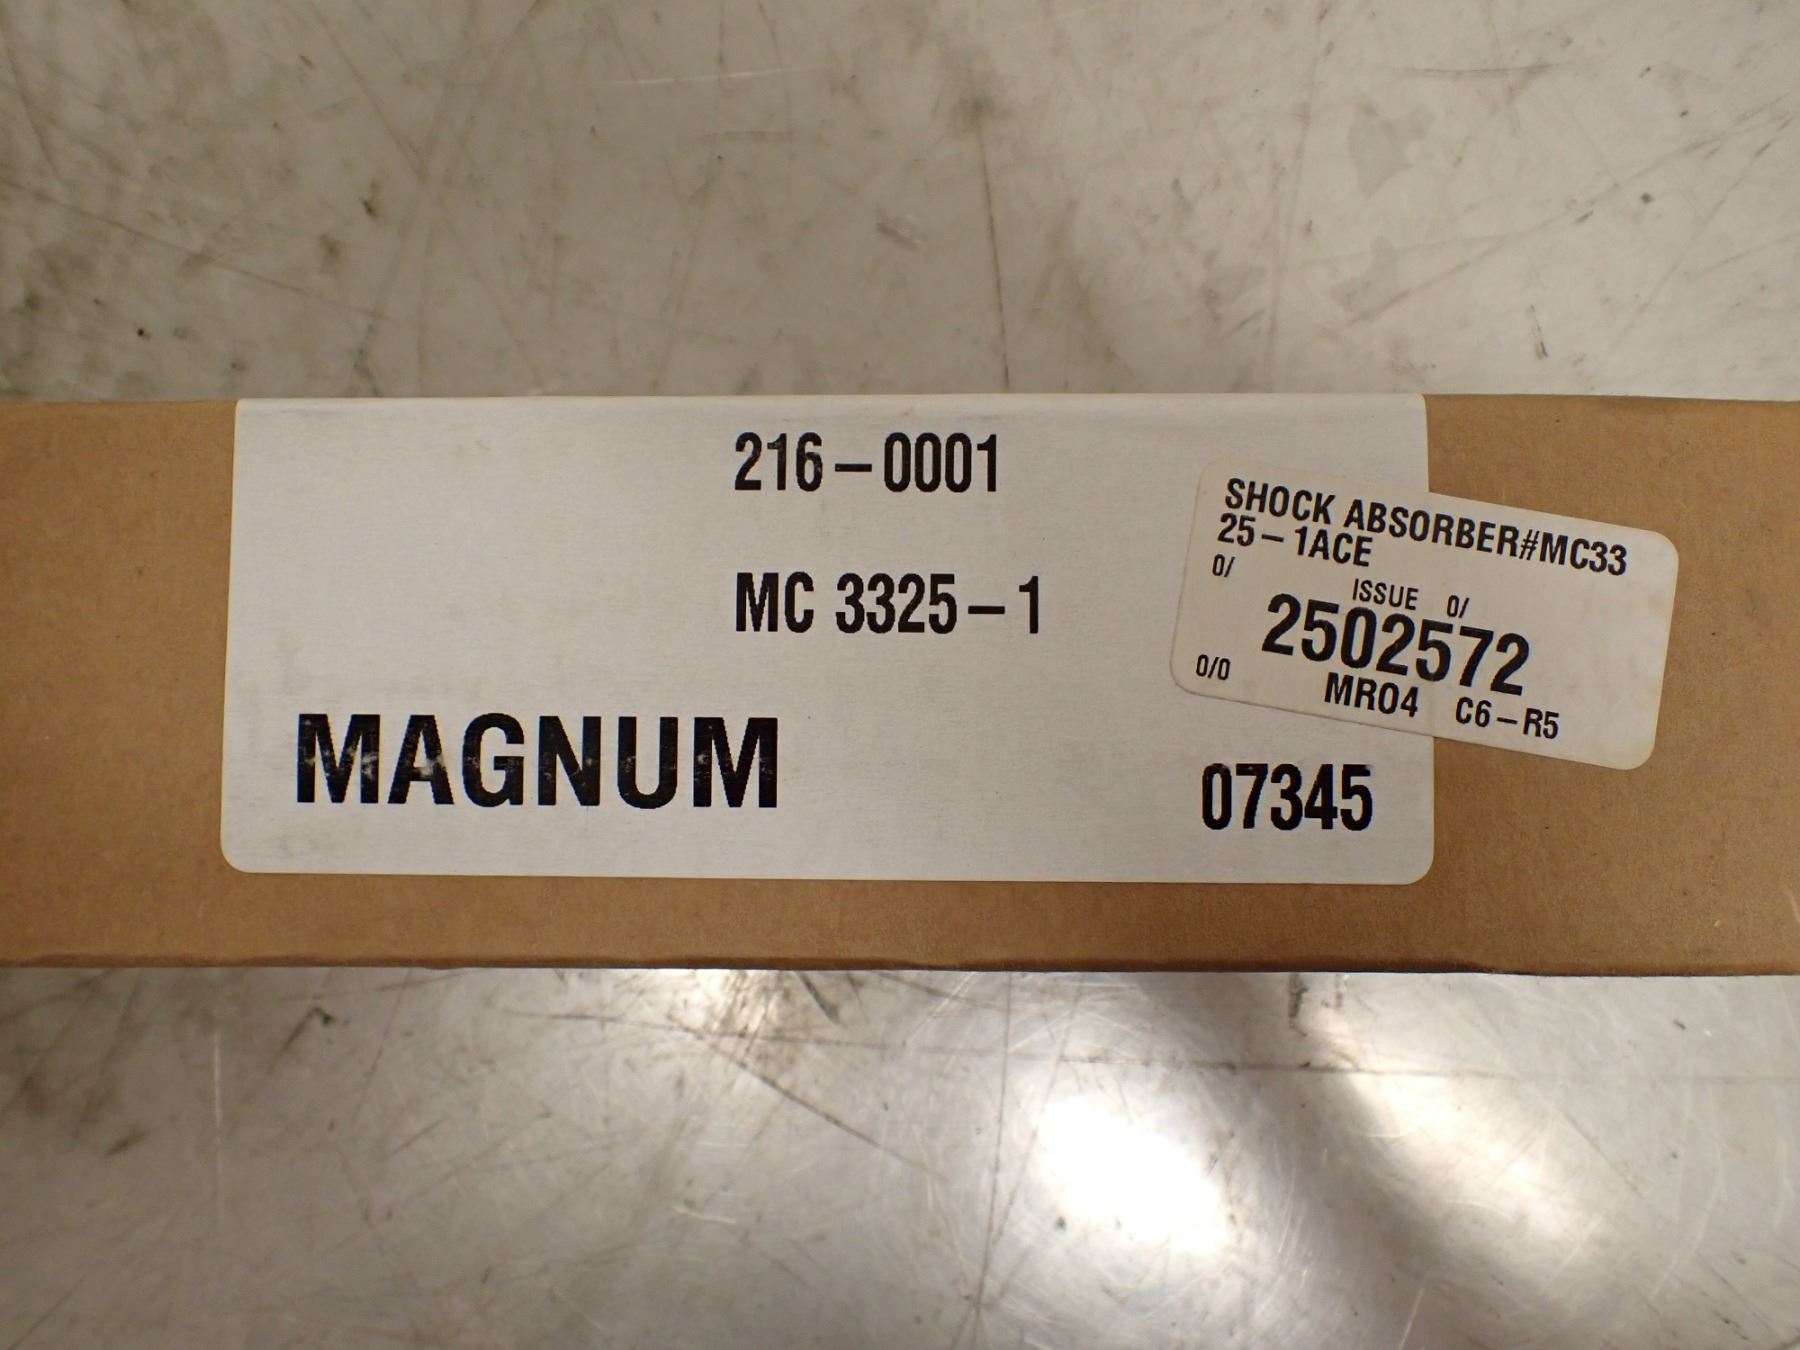 216-0001
MC 3325-1
MAGNUM
07345
SHOCK ABSORBER#MC33
25-1ACE
0/
ISSUE 0/
2502572
0/0
MRO4 C6-R5